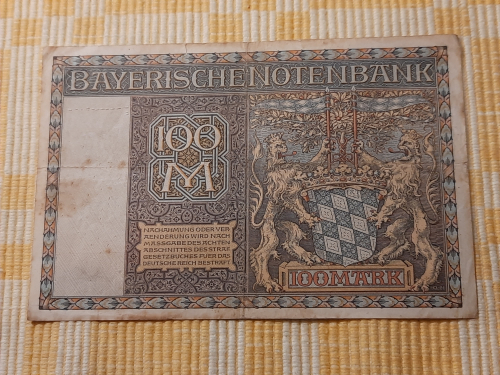 BAYERISCHE NOTENBANK
100
M
NACHAHMUNG ODER VER
AENDERUNG WIRD NACH
MASSGABE DES ACHTEN
ABSCHNITTES DES STRAF
GESETZBUCHES FUER DAS
DEUTSCHE REICH BESTRAFT.
100 MARK